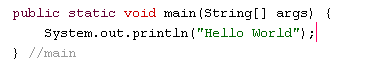 public static void main(String[] args) {
    System.out.println("Hello World");
} //main